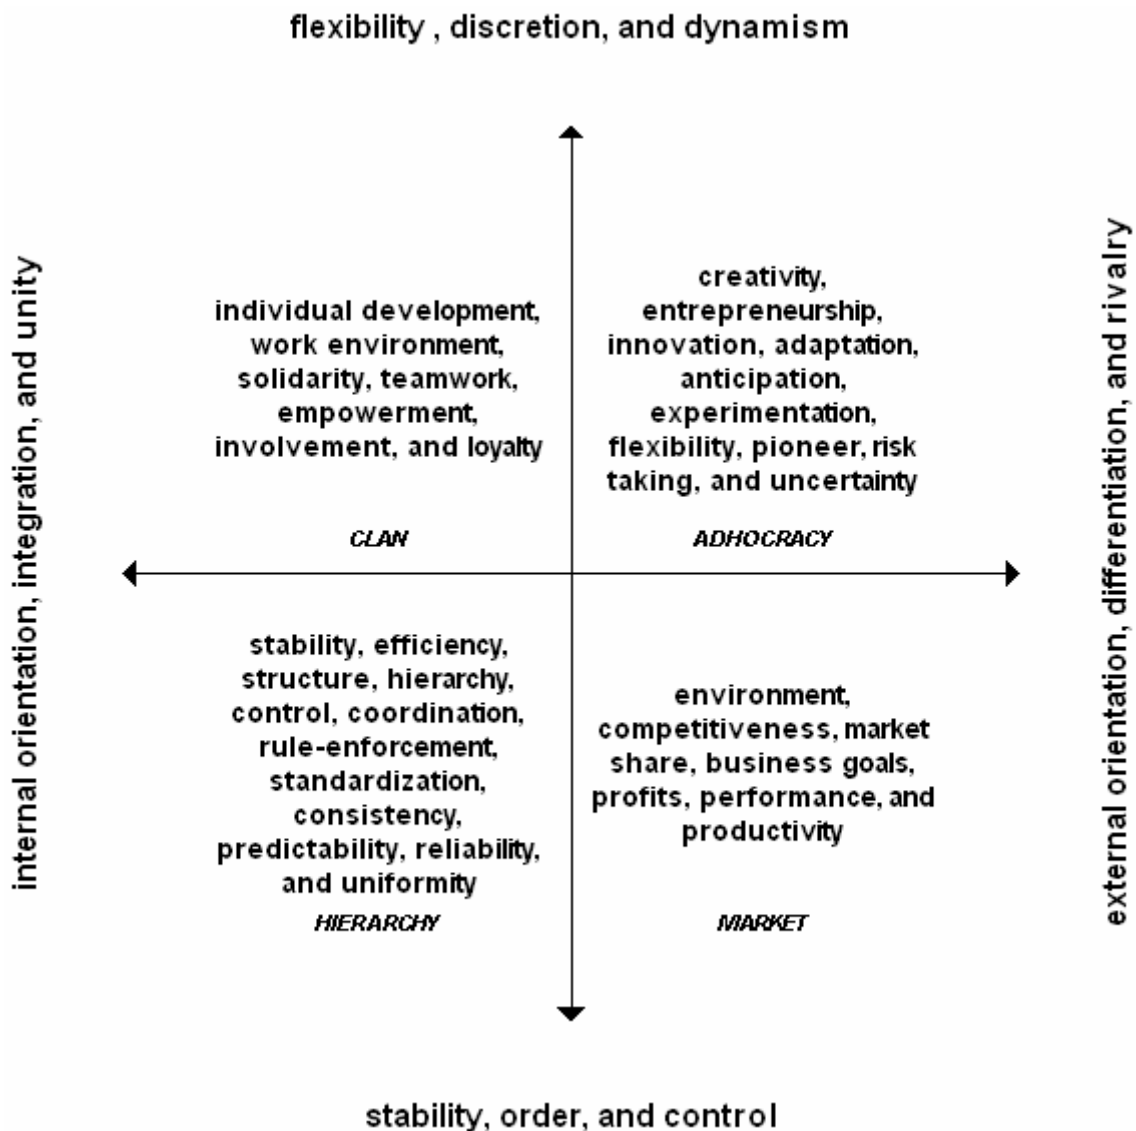 flexibility , discretion, and dynamism
internal orientation, integration, and unity
individual development,
work environment,
solidarity, teamwork,
empowerment,
involvement, and loyalty
CLAN
creativity,
entrepreneurship,
innovation, adaptation,
anticipation,
experimentation,
flexibility, pioneer, risk
taking, and uncertainty
ADHOCRACY
external orientation, differentiation, and rivalry
stability, efficiency,
structure, hierarchy,
control, coordination,
rule-enforcement,
standardization,
consistency,
predictability, reliability,
and uniformity
HIERARCHY
environment,
competitiveness, market
share, business goals,
profits, performance, and
productivity
MARKET
stability, order, and control